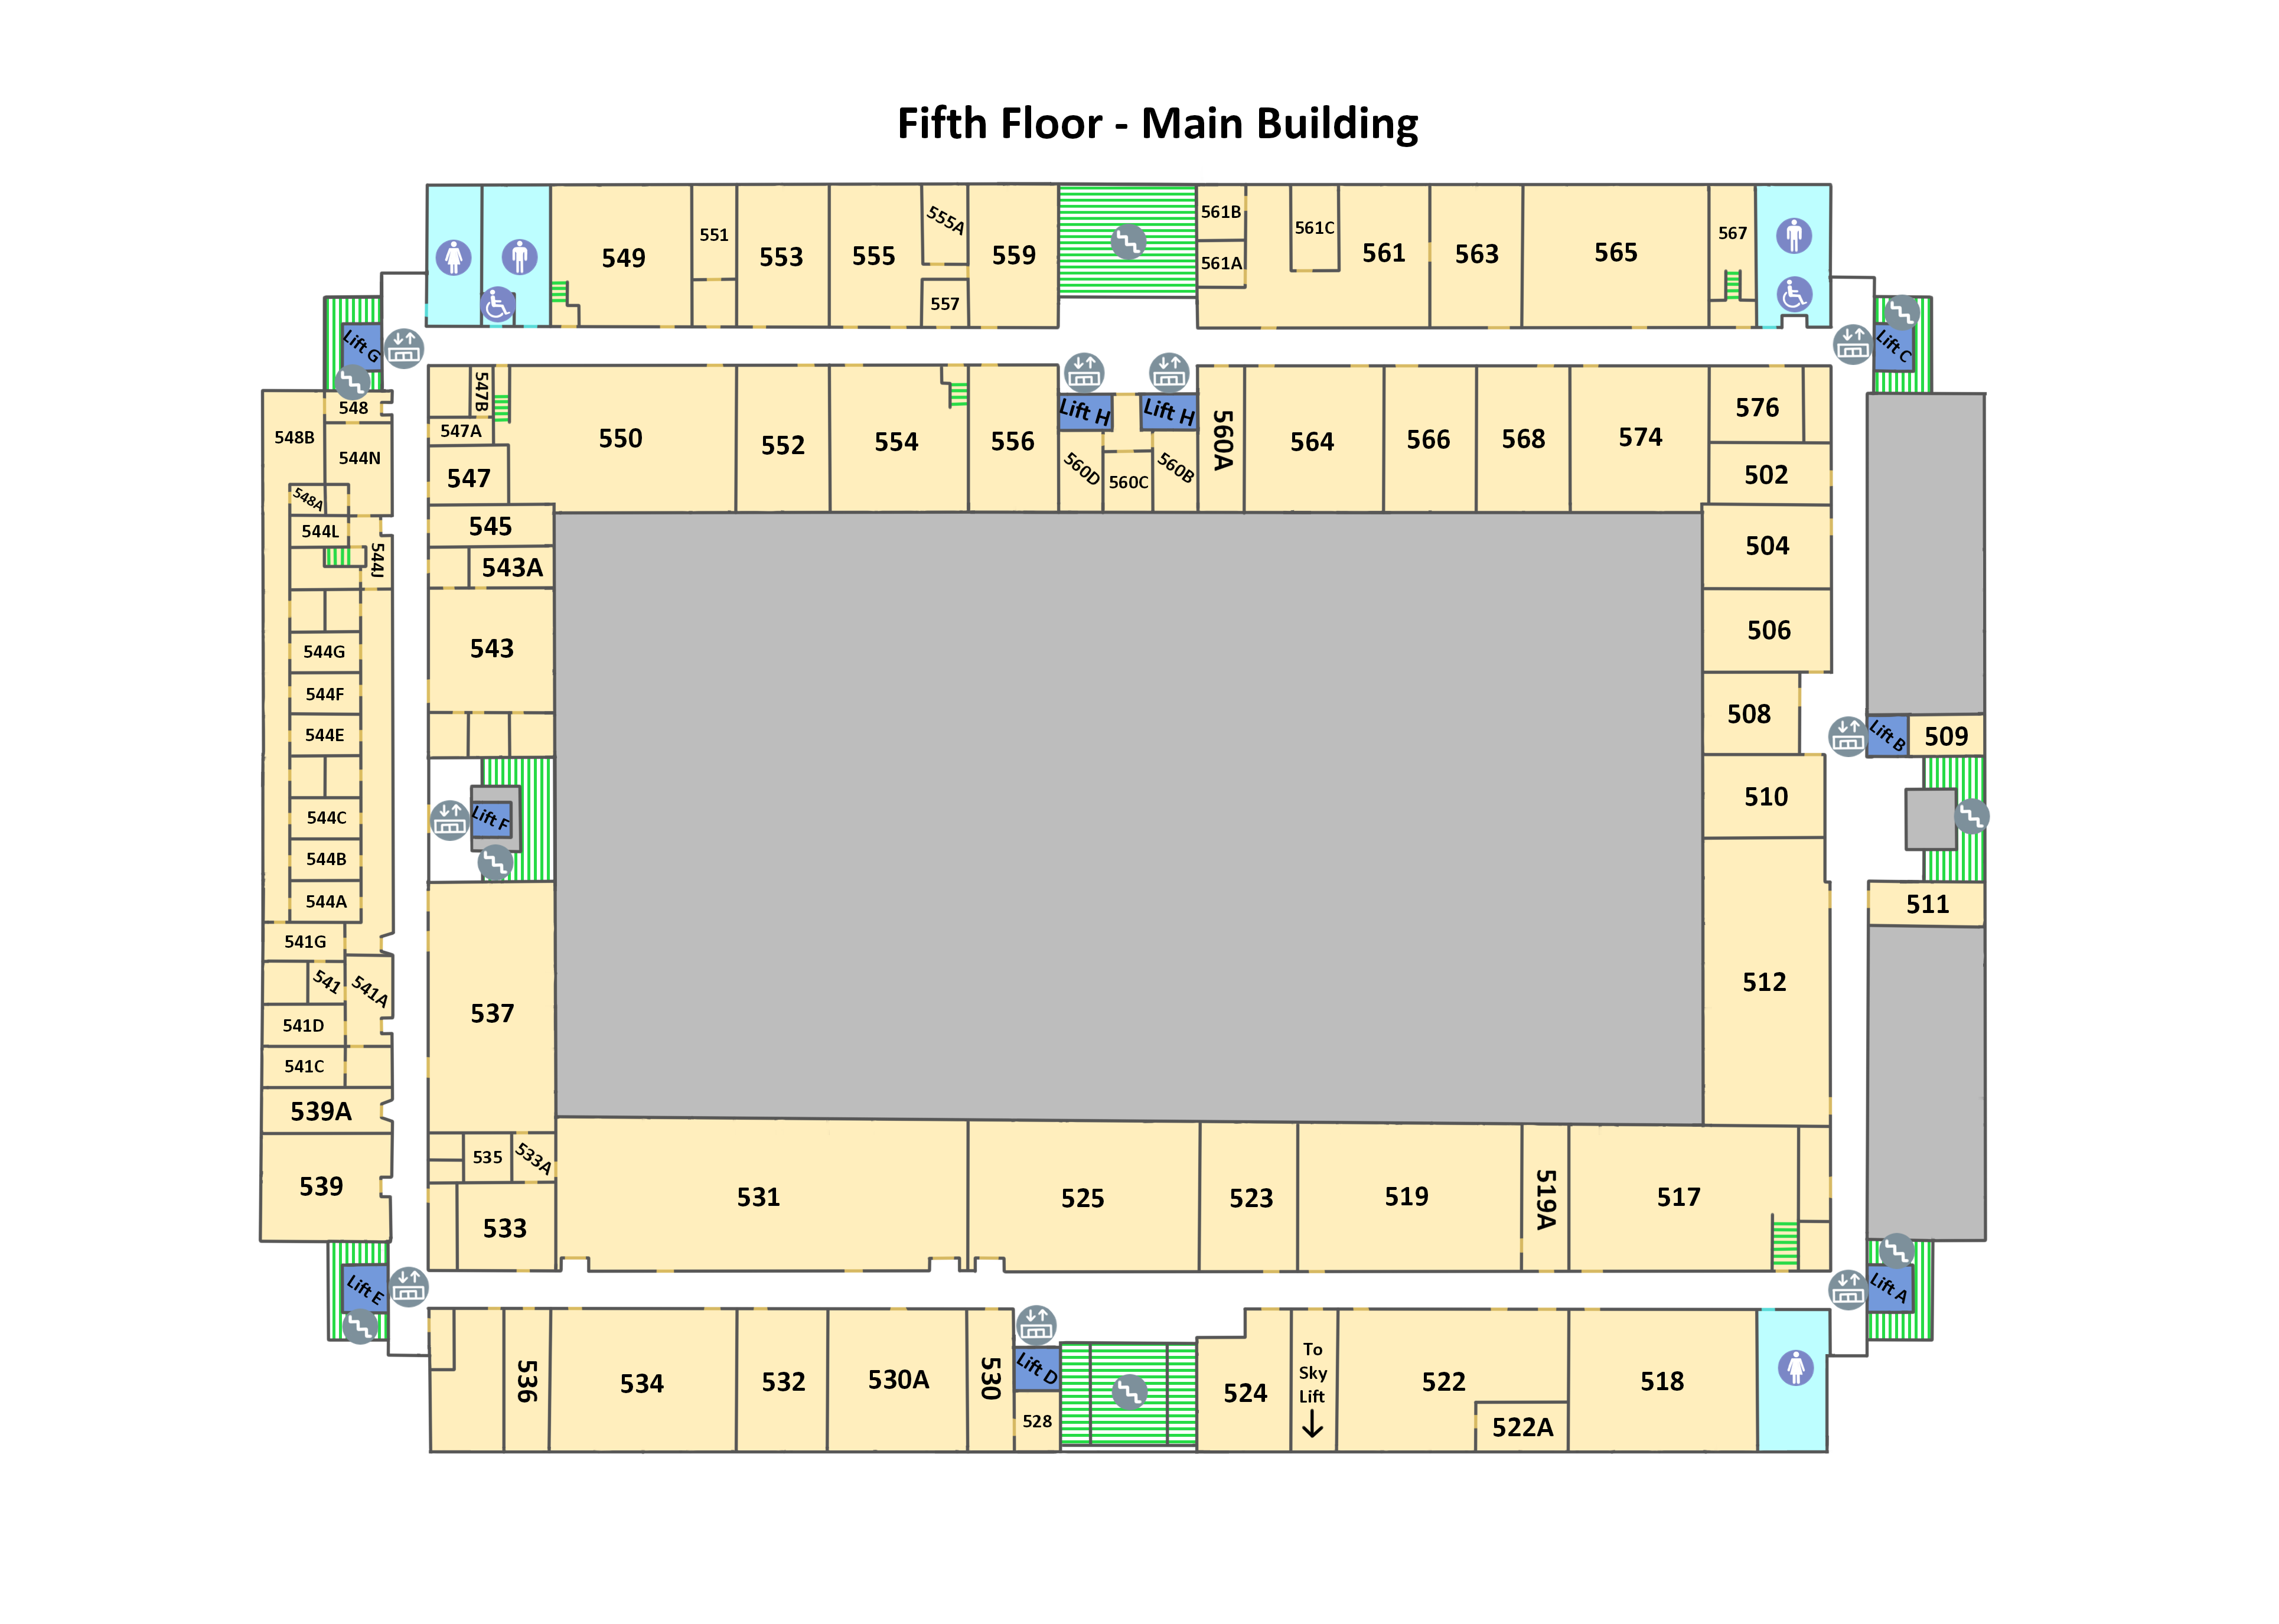 Fifth Floor - Main Building
549
551
553
555
555A
557
559
561B
561A
561C
561
563
565
567
Lift G
Lift C
547B
547A
547
550
552
554
556
Lift H
Lift H
560D
560C
560B
560A
564
566
568
574
576
502
548
548B
544N
548A
544L
544J
545
543A
543
504
506
508
510
512
544G
544F
544E
544C
544B
544A
Lift F
Lift B
509
511
541G
541
541A
541D
541C
539A
539
537
535
533A
533
531
525
523
519
519A
517
Lift E
Lift A
536
534
532
530A
530
Lift D
528
524
To
Sky
Lift
522
522A
518